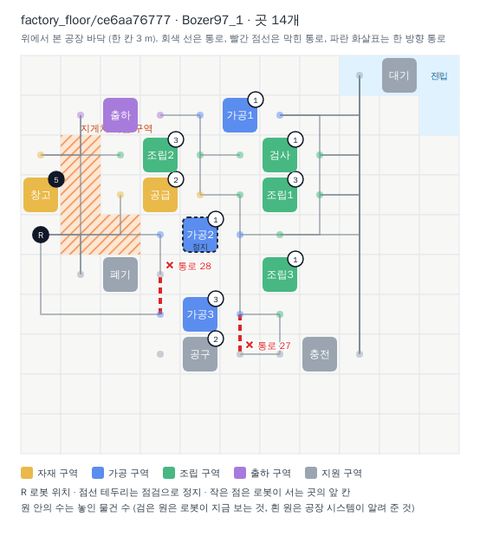 factory_floor/ce6aa76777 · Bozer97_1 · 곳 14개
위에서 본 공장 바닥 (한 칸 3 m). 회색 선은 통로, 빨간 점선은 막힌 통로, 파란 화살표는 한 방향 통로
대기
진입
출하
1
가공1
지게차 구역
3
조립2
1
검사
5
창고
2
공급
3
조립1
R
1
가공2
정지
✕ 통로 28
폐기
1
조립3
3
가공3
2
공구
✕ 통로 27
충전
자재 구역
가공 구역
조립 구역
출하 구역
지원 구역
R 로봇 위치 · 점선 테두리는 점검으로 정지 · 작은 점은 로봇이 서는 곳의 앞 칸
원 안의 수는 놓인 물건 수 (검은 원은 로봇이 지금 보는 것, 흰 원은 공장 시스템이 알려 준 것)